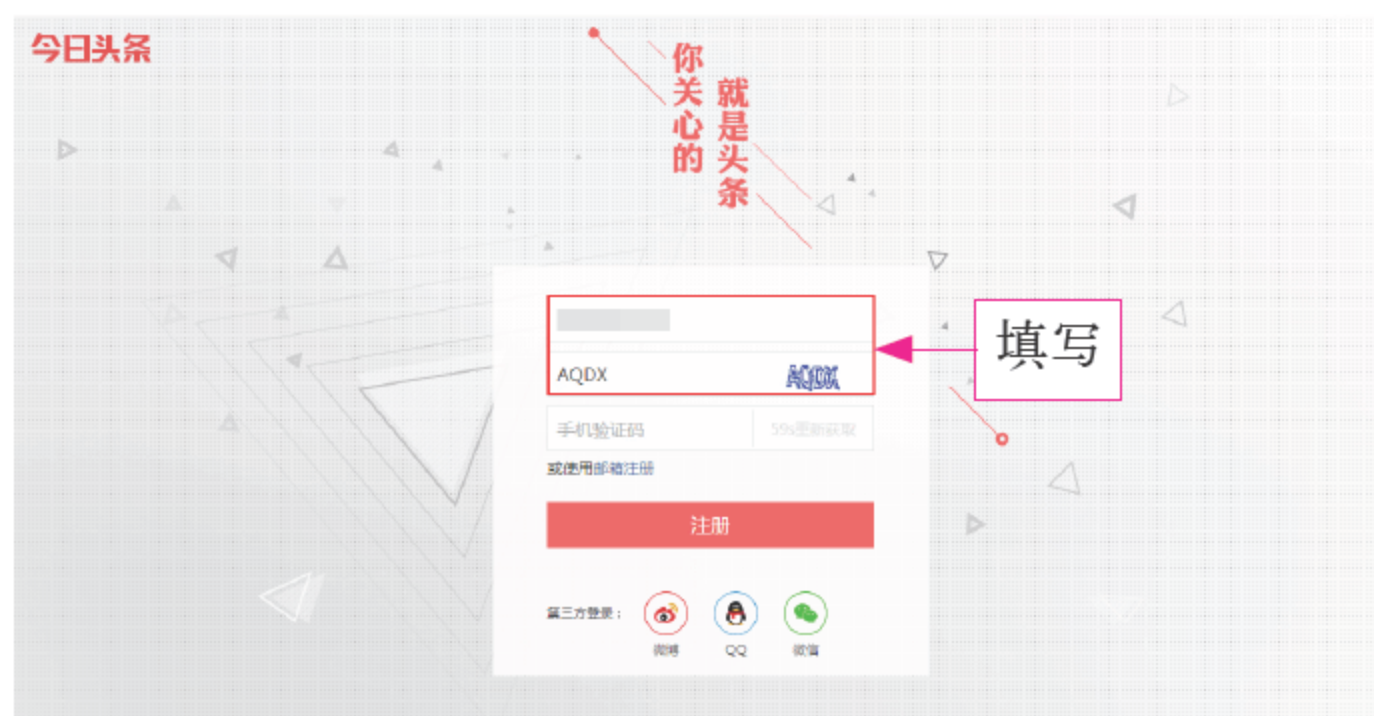 今日头条
你关心的
就是头条
填写
AQDX
AQDX
手机验证码
59s重新获取
或使用邮箱注册
注册
第三方登录:
微博
QQ
微信